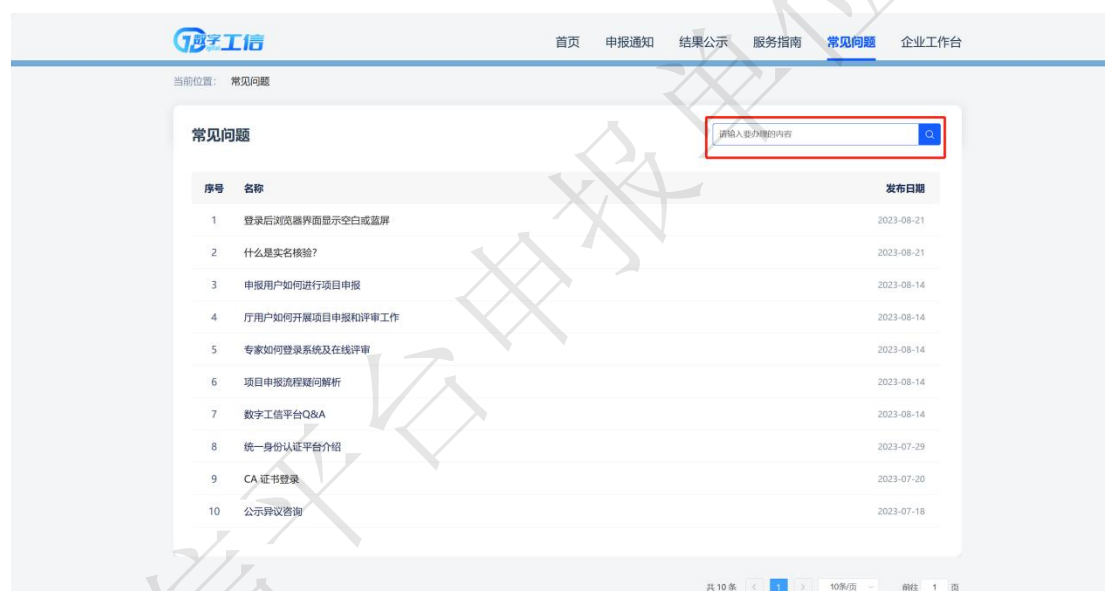 数字工信 首页 申报通知 结果公示 服务指南 常见问题 企业工作台
当前位置： 常见问题
常见问题 请输入要办理的内容
序号 名称 发布日期
1 登录后浏览器界面显示空白或蓝屏 2023-08-21
2 什么是实名核验? 2023-08-21
3 申报用户如何进行项目申报 2023-08-14
4 厅用户如何开展项目申报和评审工作 2023-08-14
5 专家如何登录系统及在线评审 2023-08-14
6 项目申报流程疑问解析 2023-08-14
7 数字工信平台Q&A 2023-08-14
8 统一身份认证平台介绍 2023-07-29
9 CA 证书登录 2023-07-20
10 公示异议咨询 2023-07-18
共 10 条 < 1 > 10条/页 前往 1 页
信平台申报单位